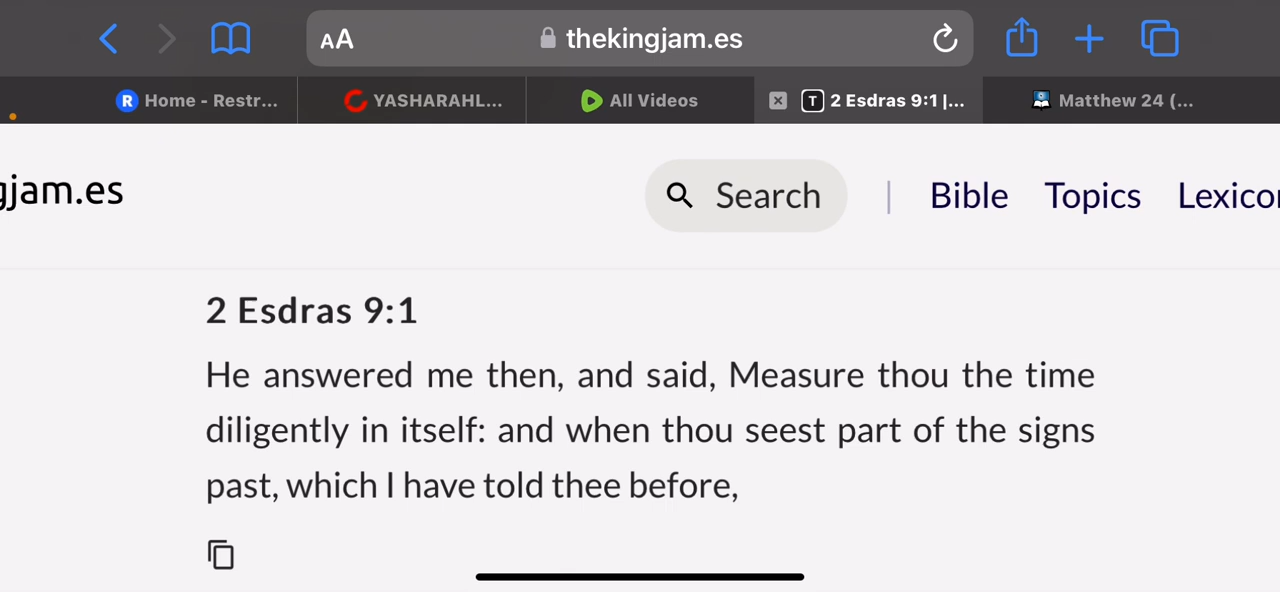 AA thekingjam.es
R Home - Restr... YASHARAHL... All Videos T 2 Esdras 9:1 |... Matthew 24 (...
gjam.es Search | Bible Topics Lexicon
2 Esdras 9:1
He answered me then, and said, Measure thou the time
diligently in itself: and when thou seest part of the signs
past, which I have told thee before,